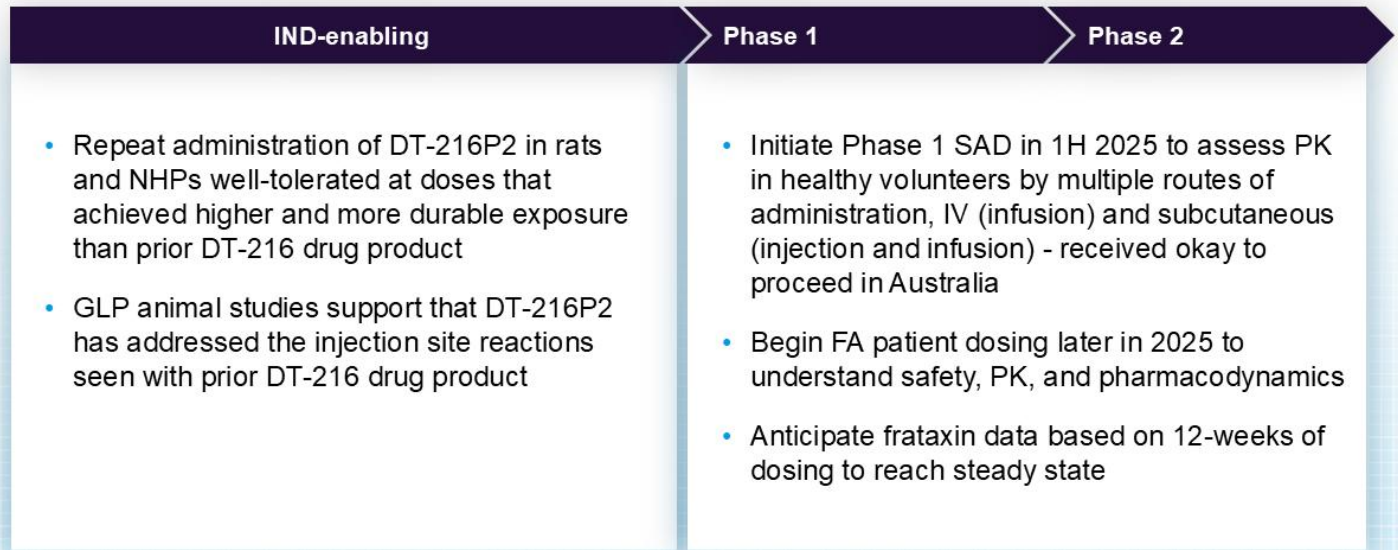 IND-enabling
Phase 1
Phase 2
• Repeat administration of DT-216P2 in rats
and NHPs well-tolerated at doses that
achieved higher and more durable exposure
than prior DT-216 drug product
• GLP animal studies support that DT-216P2
has addressed the injection site reactions
seen with prior DT-216 drug product
• Initiate Phase 1 SAD in 1H 2025 to assess PK
in healthy volunteers by multiple routes of
administration, IV (infusion) and subcutaneous
(injection and infusion) - received okay to
proceed in Australia
• Begin FA patient dosing later in 2025 to
understand safety, PK, and pharmacodynamics
• Anticipate frataxin data based on 12-weeks of
dosing to reach steady state